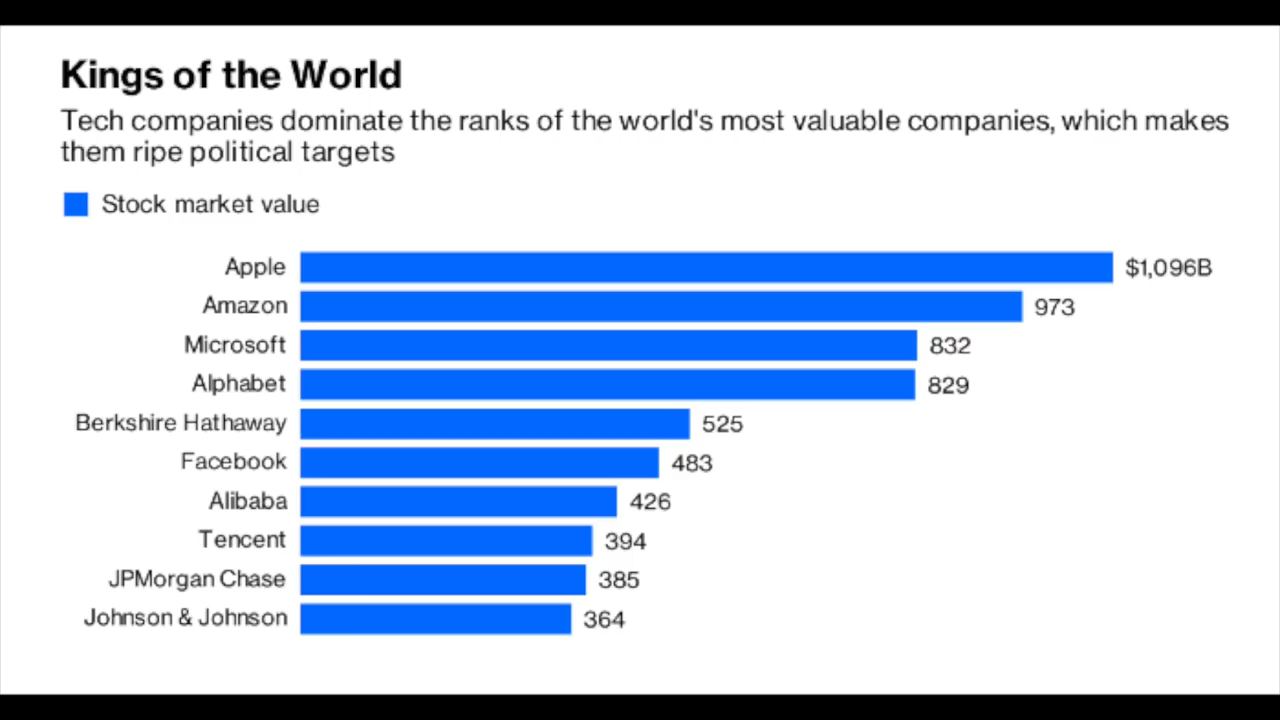 Kings of the World
Tech companies dominate the ranks of the world's most valuable companies, which makes
them ripe political targets
Stock market value
Apple $1,096B
Amazon 973
Microsoft 832
Alphabet 829
Berkshire Hathaway 525
Facebook 483
Alibaba 426
Tencent 394
JPMorgan Chase 385
Johnson & Johnson 364